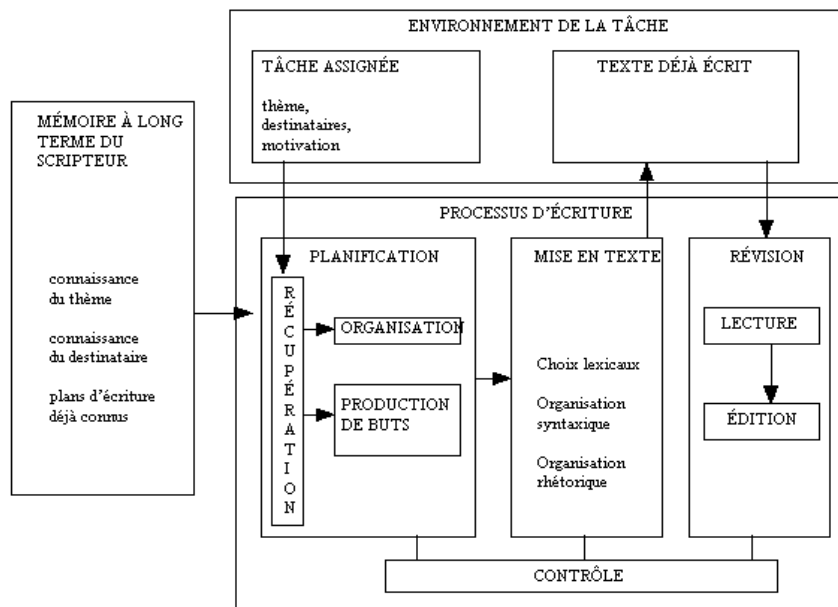 ENVIRONNEMENT DE LA TÂCHE
TÂCHE ASSIGNÉE
thème,
destinataires,
motivation
TEXTE DÉJÀ ÉCRIT
MÉMOIRE À LONG
TERME DU
SCRIPTEUR
connaissance
du thème
connaissance
du destinataire
plans d'écriture
déjà connus
PROCESSUS D'ÉCRITURE
PLANIFICATION
RÉCUPÉRATION
ORGANISATION
PRODUCTION
DE BUTS
MISE EN TEXTE
Choix lexicaux
Organisation
syntaxique
Organisation
rhétorique
RÉVISION
LECTURE
ÉDITION
CONTRÔLE